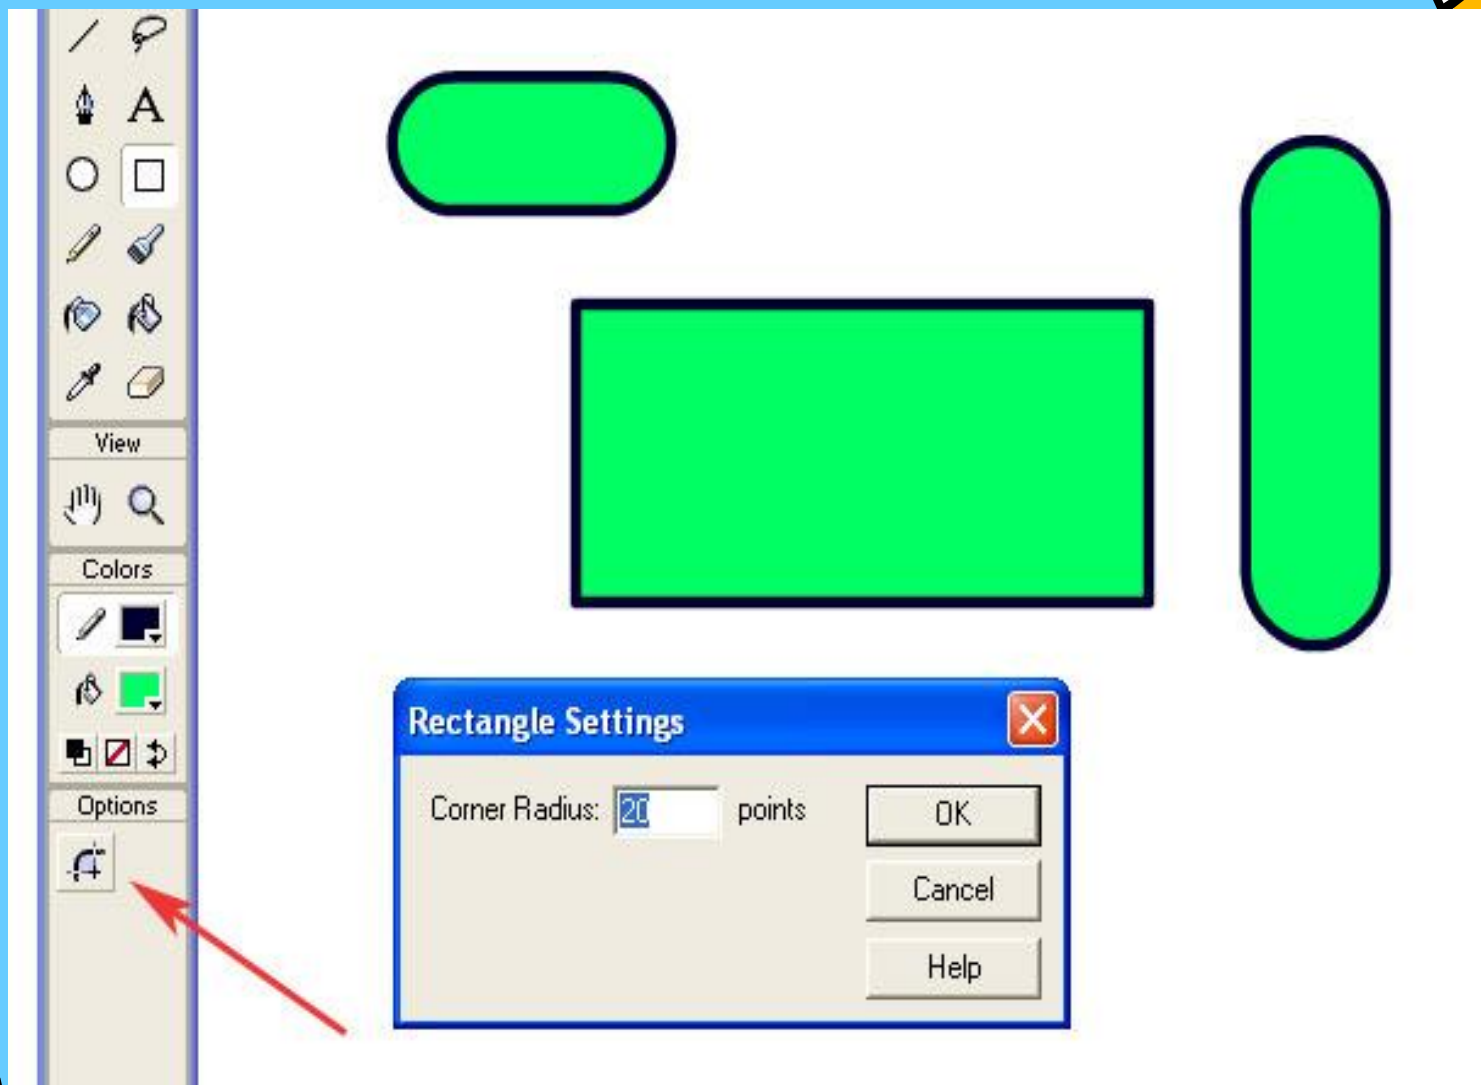 A
View
Colors
Options
Rectangle Settings
Corner Radius: 20 points
OK
Cancel
Help